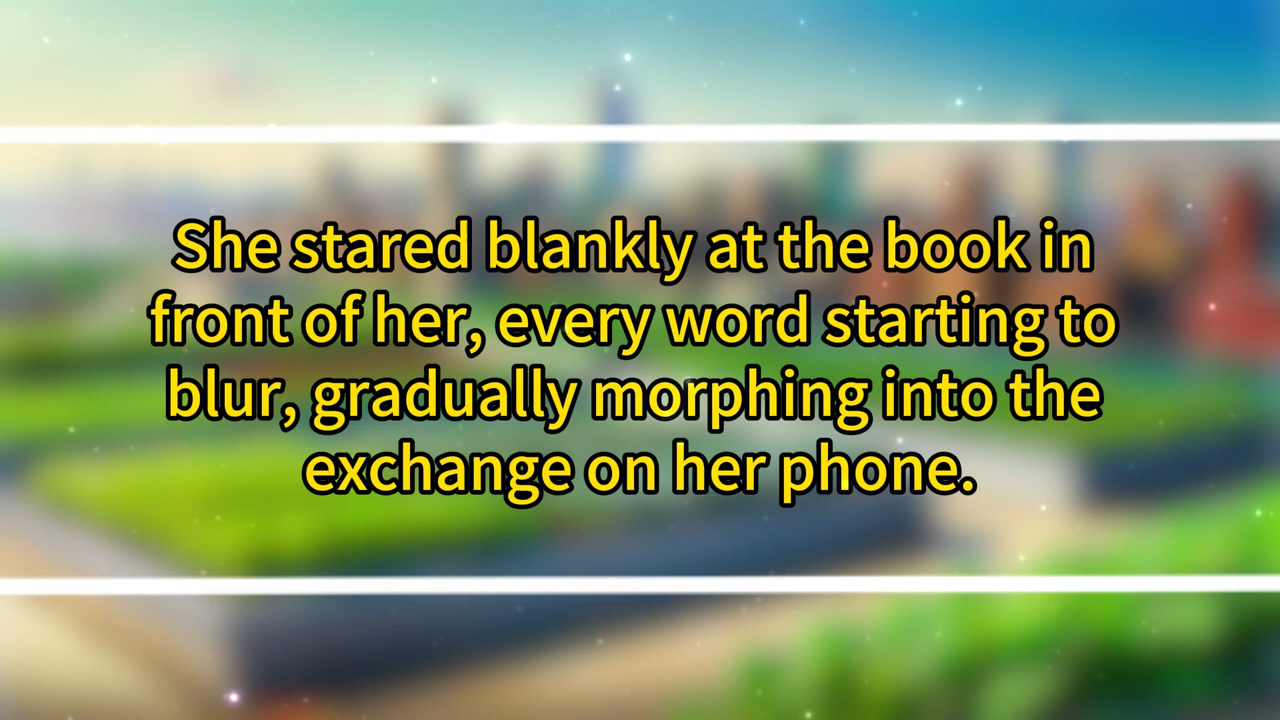 She stared blankly at the book in
front of her, every word starting to
blur, gradually morphing into the
exchange on her phone.